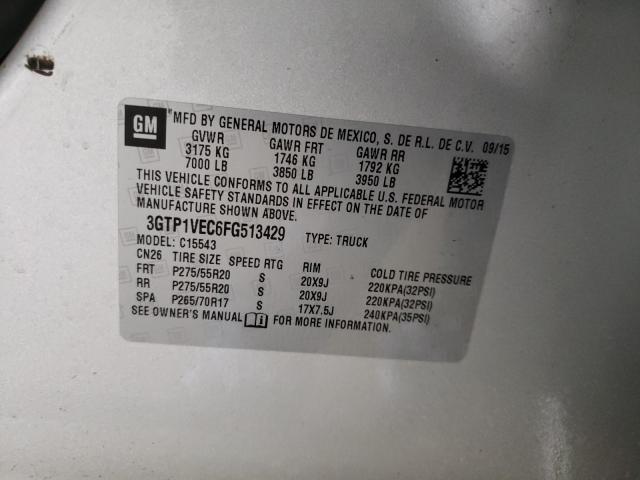 GM
*MFD BY GENERAL MOTORS DE MEXICO, S. DE R.L. DE C.V. 09/15
GVWR GAWR FRT GAWR RR
3175 KG 1746 KG 1792 KG
7000 LB 3850 LB 3950 LB
THIS VEHICLE CONFORMS TO ALL APPLICABLE U.S. FEDERAL MOTOR
VEHICLE SAFETY STANDARDS IN EFFECT ON THE DATE OF
MANUFACTURE SHOWN ABOVE.
3GTP1VEC6FG513429 TYPE: TRUCK
MODEL: C15543
CN26 TIRE SIZE SPEED RTG RIM COLD TIRE PRESSURE
FRT P275/55R20 S 20X9J 220KPA(32PSI)
RR P275/55R20 S 20X9J 220KPA(32PSI)
SPA P265/70R17 S 17X7.5J 240KPA(35PSI)
SEE OWNER'S MANUAL FOR MORE INFORMATION.